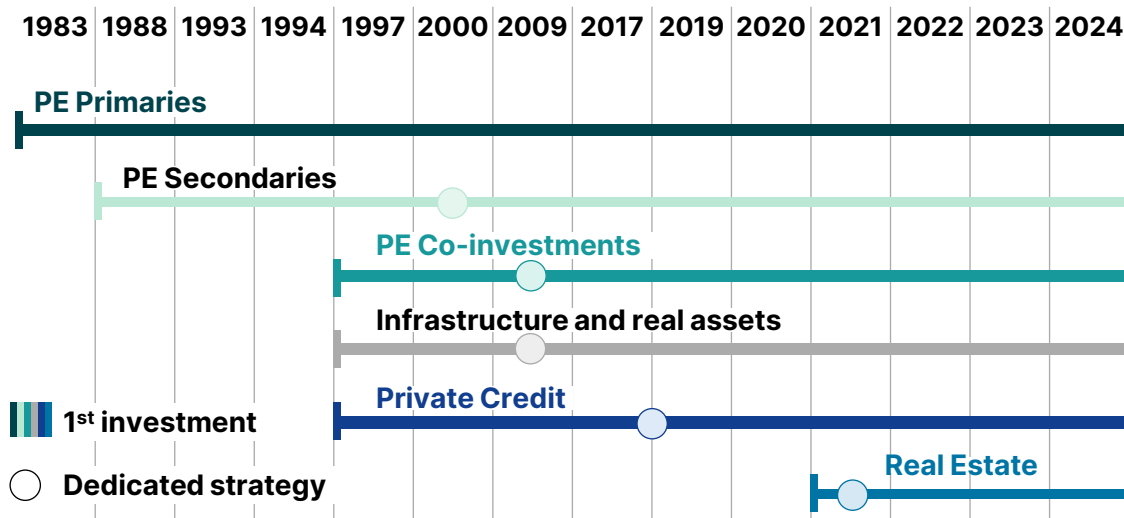 1983 1988 1993 1994 1997 2000 2009 2017 2019 2020 2021 2022 2023 2024
PE Primaries
PE Secondaries
PE Co-investments
Infrastructure and real assets
Private Credit
1st investment
Real Estate
Dedicated strategy